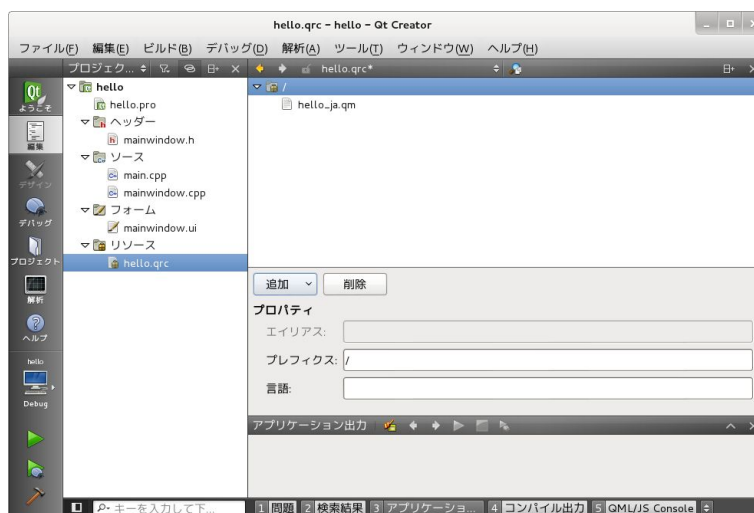 hello.qrc - hello - Qt Creator
ファイル(F) 編集(E) ビルド(B) デバッグ(D) 解析(A) ツール(T) ウィンドウ(W) ヘルプ(H)
プロジェク...
hello.qrc*
Qt
ようこそ
編集
デザイン
デバッグ
プロジェクト
解析
ヘルプ
hello
Debug
hello
hello.pro
ヘッダー
mainwindow.h
ソース
main.cpp
mainwindow.cpp
フォーム
mainwindow.ui
リソース
hello.qrc
/
hello_ja.qm
追加
削除
プロパティ
エイリアス:
プレフィクス: /
言語:
アプリケーション出力
キーを入力して下...
1 問題 2 検索結果 3 アプリケーショ... 4 コンパイル出力 5 QML/JS Console